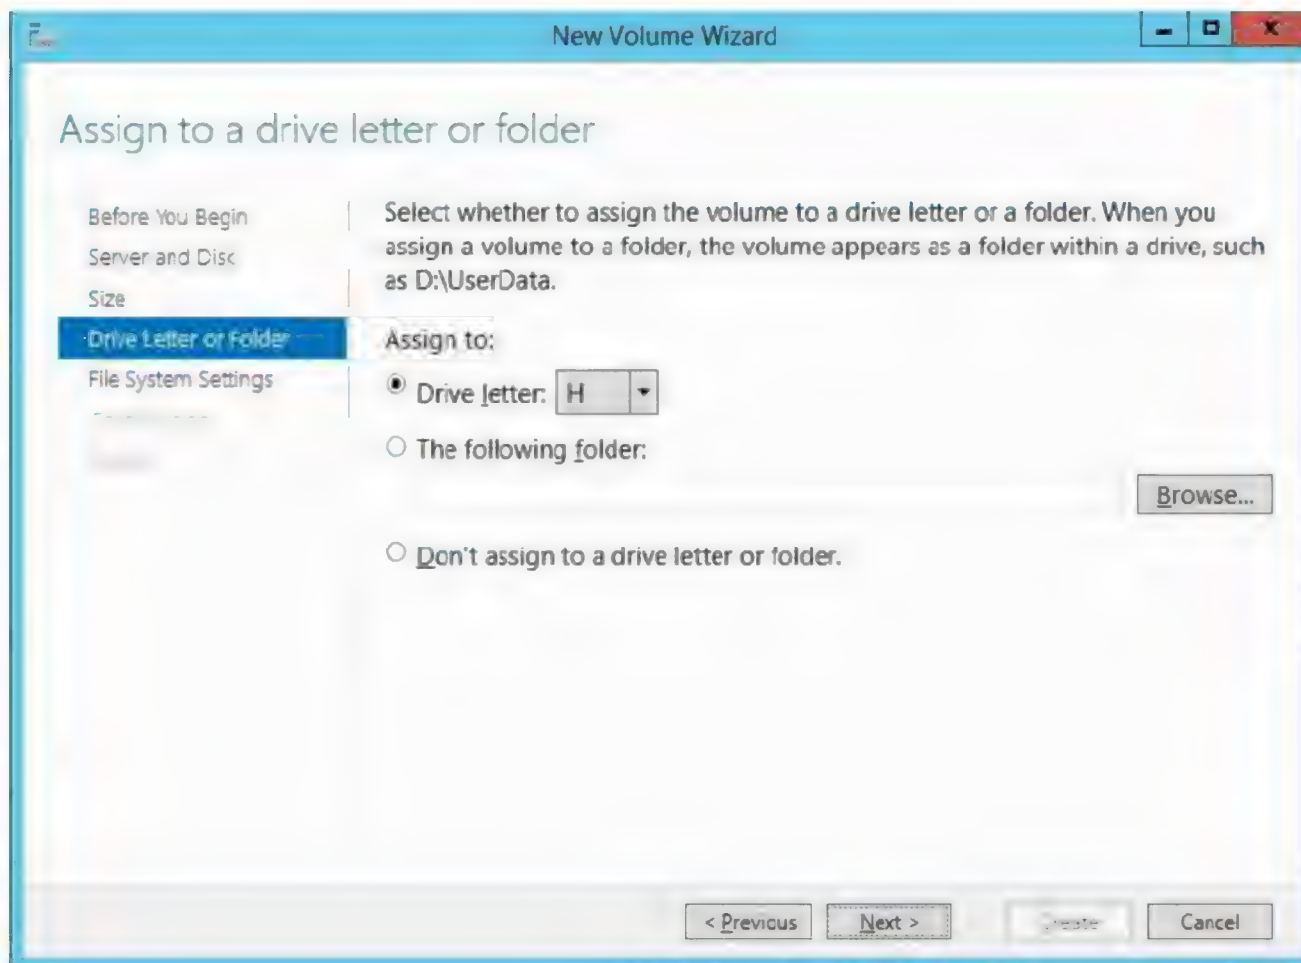 New Volume Wizard
Assign to a drive letter or folder
Before You Begin
Server and Disc
Size
Drive Letter or Folder
File System Settings
Select whether to assign the volume to a drive letter or a folder. When you
assign a volume to a folder, the volume appears as a folder within a drive, such
as D:\UserData.
Assign to:
Drive letter: H
The following folder:
Browse...
Don't assign to a drive letter or folder.
< Previous
Next >
Create
Cancel